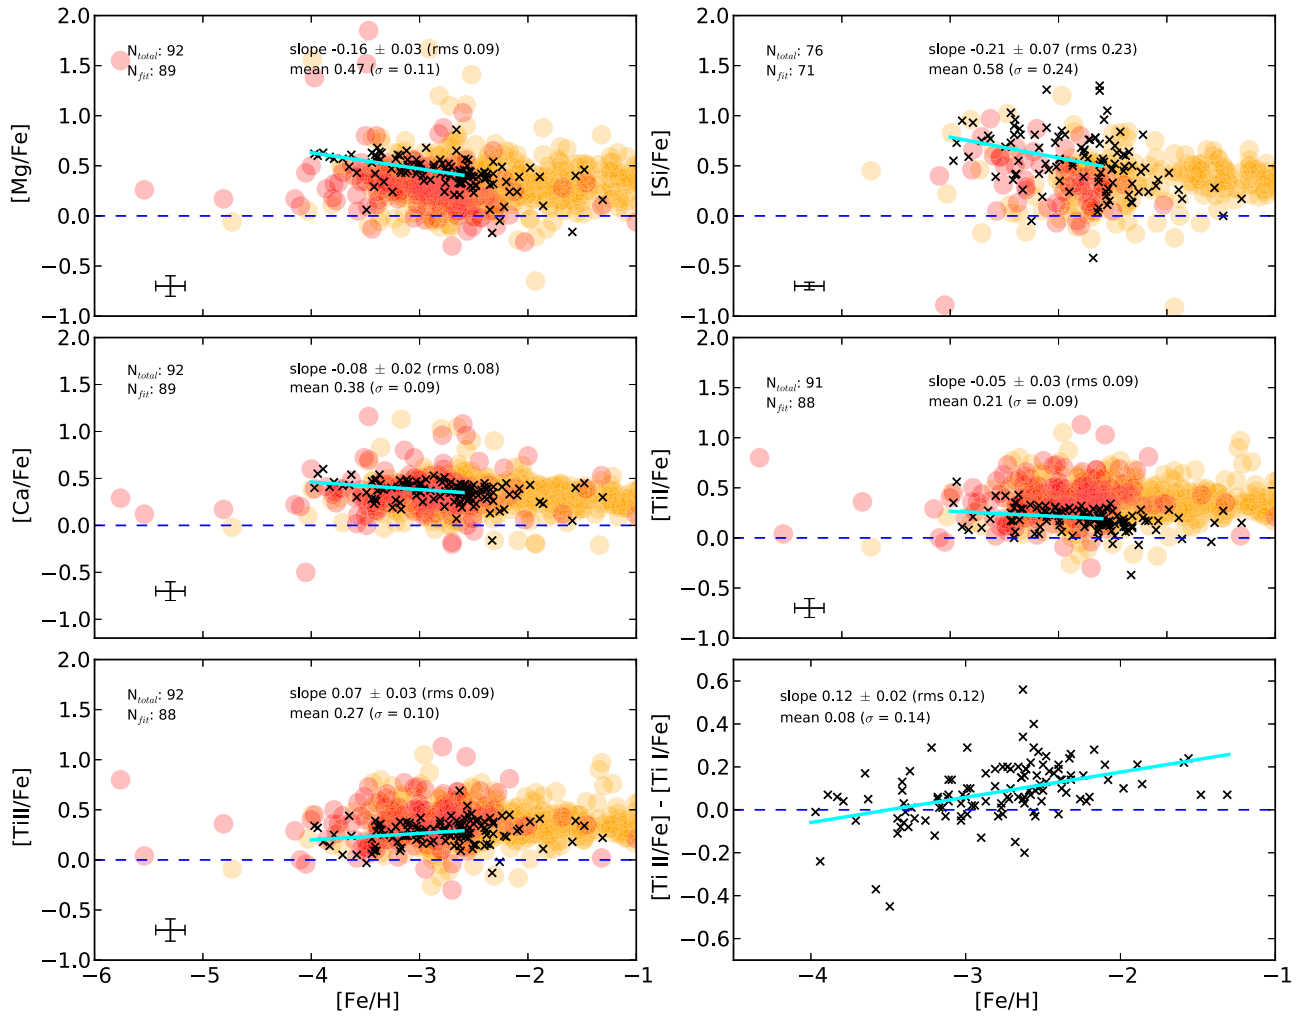 2.0
1.5
1.0
0.5
0.0
−0.5
−1.0
[Mg/Fe]
N_total: 92
N_fit: 89
slope -0.16 ± 0.03 (rms 0.09)
mean 0.47 (σ = 0.11)
2.0
1.5
1.0
0.5
0.0
−0.5
−1.0
[Si/Fe]
N_total: 76
N_fit: 71
slope -0.21 ± 0.07 (rms 0.23)
mean 0.58 (σ = 0.24)
2.0
1.5
1.0
0.5
0.0
−0.5
−1.0
[Ca/Fe]
N_total: 92
N_fit: 89
slope -0.08 ± 0.02 (rms 0.08)
mean 0.38 (σ = 0.09)
2.0
1.5
1.0
0.5
0.0
−0.5
−1.0
[TiI/Fe]
N_total: 91
N_fit: 88
slope -0.05 ± 0.03 (rms 0.09)
mean 0.21 (σ = 0.09)
2.0
1.5
1.0
0.5
0.0
−0.5
−1.0
[TiII/Fe]
N_total: 92
N_fit: 88
slope 0.07 ± 0.03 (rms 0.09)
mean 0.27 (σ = 0.10)
−6 −5 −4 −3 −2 −1
[Fe/H]
0.6
0.4
0.2
0.0
−0.2
−0.4
−0.6
[Ti II/Fe] - [Ti I/Fe]
slope 0.12 ± 0.02 (rms 0.12)
mean 0.08 (σ = 0.14)
−4 −3 −2 −1
[Fe/H]